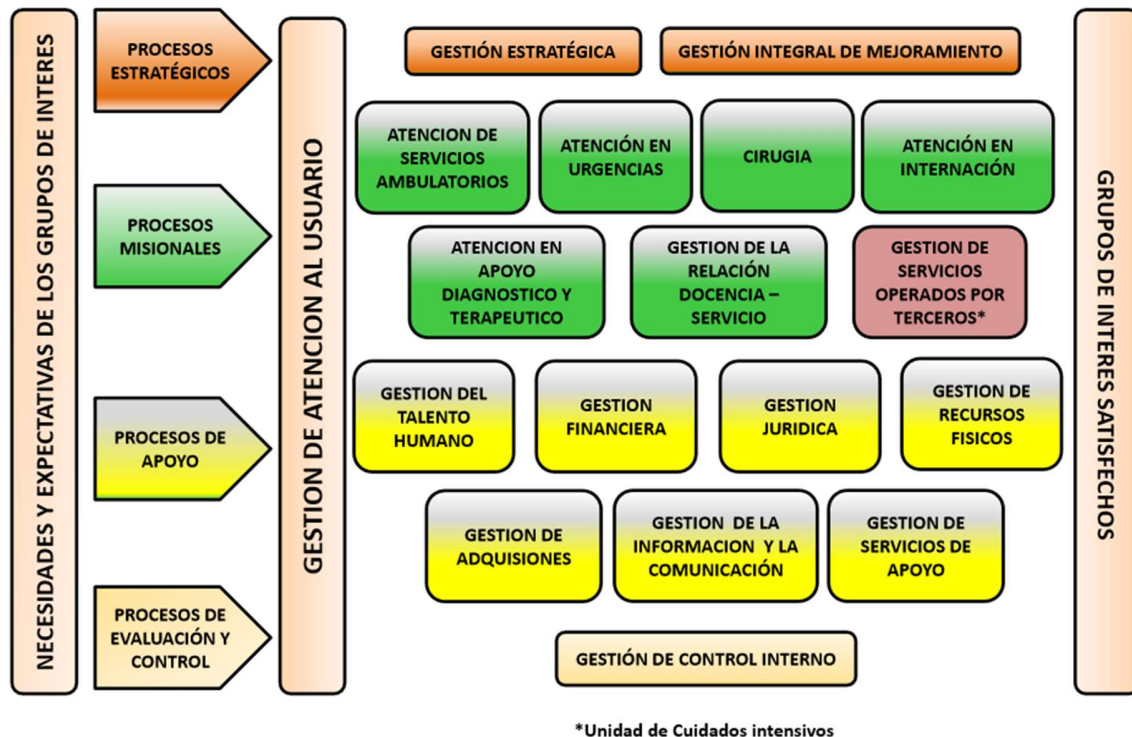 NECESIDADES Y EXPECTATIVAS DE LOS GRUPOS DE INTERES
PROCESOS
ESTRATÉGICOS
PROCESOS
MISIONALES
PROCESOS DE
APOYO
PROCESOS DE
EVALUACIÓN Y
CONTROL
GESTION DE ATENCION AL USUARIO
GESTIÓN ESTRATÉGICA
GESTIÓN INTEGRAL DE MEJORAMIENTO
ATENCION DE
SERVICIOS
AMBULATORIOS
ATENCIÓN EN
URGENCIAS
CIRUGIA
ATENCIÓN EN
INTERNACIÓN
ATENCION EN
APOYO
DIAGNOSTICO Y
TERAPEUTICO
GESTION DE LA
RELACIÓN
DOCENCIA –
SERVICIO
GESTION DE
SERVICIOS
OPERADOS POR
TERCEROS*
GESTION DEL
TALENTO
HUMANO
GESTION
FINANCIERA
GESTION
JURIDICA
GESTION DE
RECURSOS
FISICOS
GESTION DE
ADQUISIONES
GESTION DE LA
INFORMACION Y LA
COMUNICACIÓN
GESTION DE
SERVICIOS DE
APOYO
GESTIÓN DE CONTROL INTERNO
GRUPOS DE INTERES SATISFECHOS
*Unidad de Cuidados intensivos